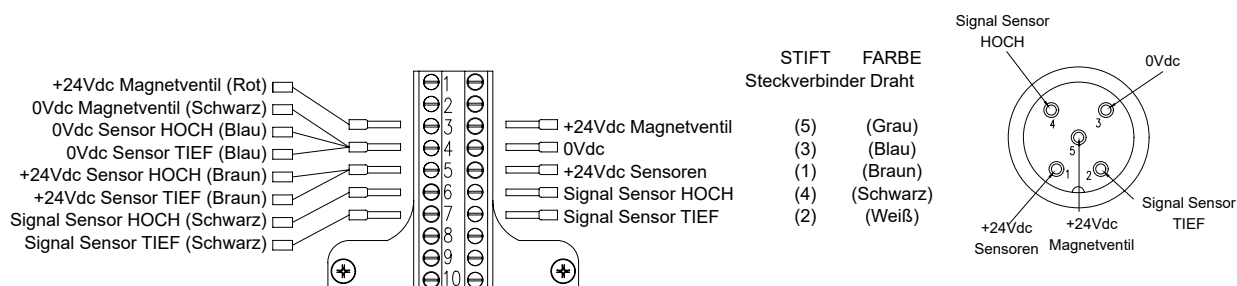 +24Vdc Magnetventil (Rot)
0Vdc Magnetventil (Schwarz)
0Vdc Sensor HOCH (Blau)
0Vdc Sensor TIEF (Blau)
+24Vdc Sensor HOCH (Braun)
+24Vdc Sensor TIEF (Braun)
Signal Sensor HOCH (Schwarz)
Signal Sensor TIEF (Schwarz)
1
2
3
4
5
6
7
8
9
10
STIFT FARBE
Steckverbinder Draht
+24Vdc Magnetventil (5) (Grau)
0Vdc (3) (Blau)
+24Vdc Sensoren (1) (Braun)
Signal Sensor HOCH (4) (Schwarz)
Signal Sensor TIEF (2) (Weiß)
Signal Sensor
HOCH
0Vdc
4
3
5
1
2
+24Vdc
Sensoren
+24Vdc
Magnetventil
Signal Sensor
TIEF